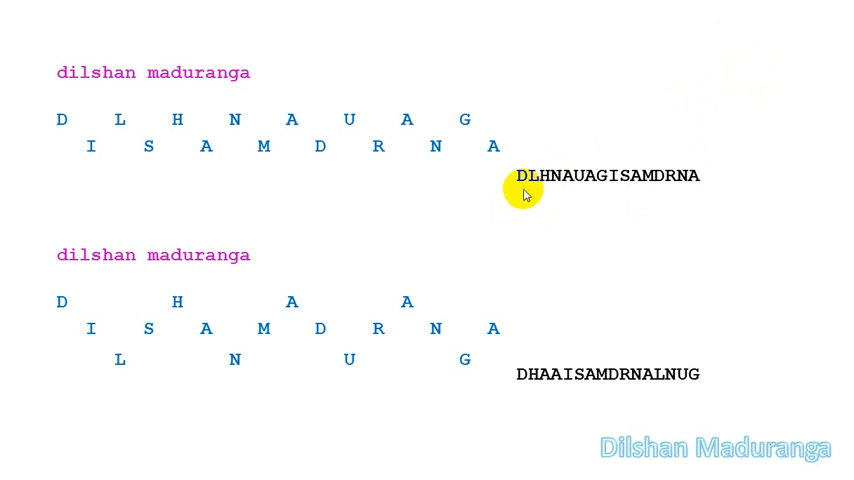 dilshan maduranga
D L H N A U A G
I S A M D R N A
DLHNAUAGISAMDRNA
dilshan maduranga
D H A A
I S A M D R N A
L N U G
DHAAISAMDRNALNUG
Dilshan Maduranga